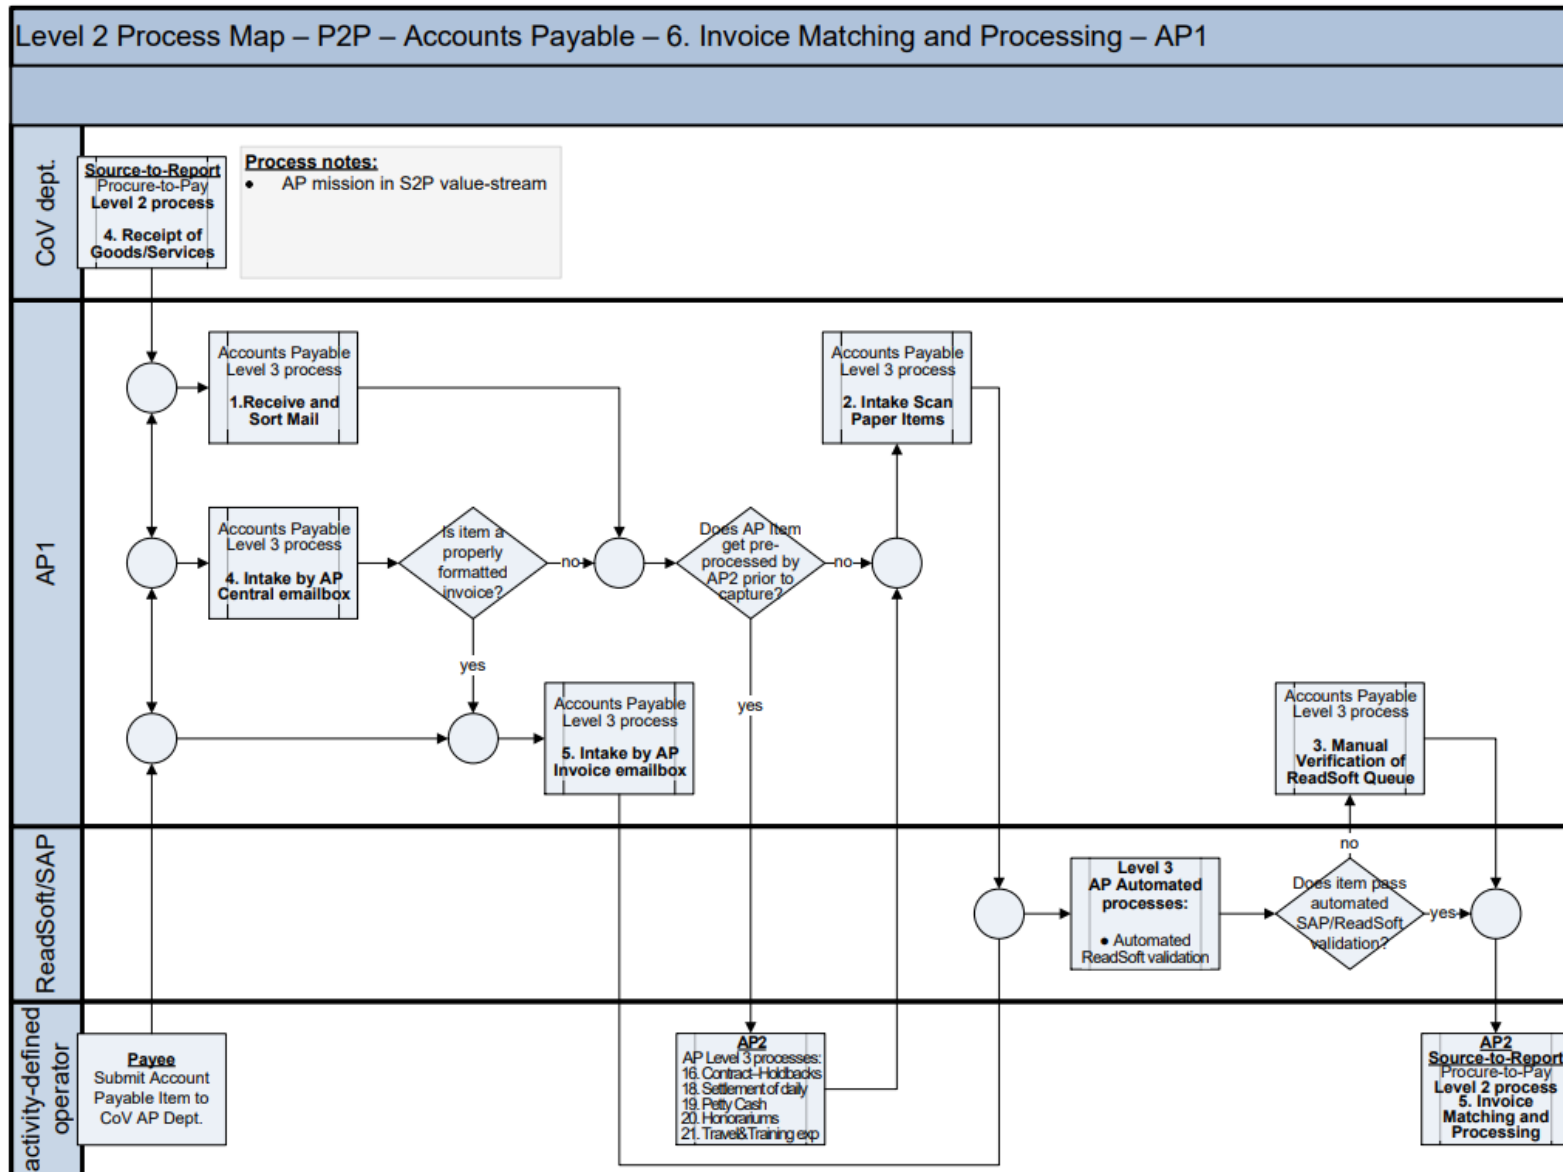 Level 2 Process Map – P2P – Accounts Payable – 6. Invoice Matching and Processing – AP1
CoV dept.
Source-to-Report
Procure-to-Pay
Level 2 process
4. Receipt of
Goods/Services
Process notes:
• AP mission in S2P value-stream
AP1
Accounts Payable
Level 3 process
1.Receive and
Sort Mail
Accounts Payable
Level 3 process
2. Intake Scan
Paper Items
Accounts Payable
Level 3 process
4. Intake by AP
Central emailbox
Is item a
properly
formatted
invoice?
no
yes
Does AP Item
get pre-
processed by
AP2 prior to
capture?
no
yes
Accounts Payable
Level 3 process
5. Intake by AP
Invoice emailbox
Accounts Payable
Level 3 process
3. Manual
Verification of
ReadSoft Queue
ReadSoft/SAP
Level 3
AP Automated
processes:
• Automated
ReadSoft validation
no
Does item pass
automated
SAP/ReadSoft
validation?
yes
activity-defined
operator
Payee
Submit Account
Payable Item to
CoV AP Dept.
AP2
AP Level 3 processes:
16. Contract–Holdbacks
18. Settlement of daily
19. Petty Cash
20. Honorariums
21. Travel&Training exp
AP2
Source-to-Report
Procure-to-Pay
Level 2 process
5. Invoice
Matching and
Processing